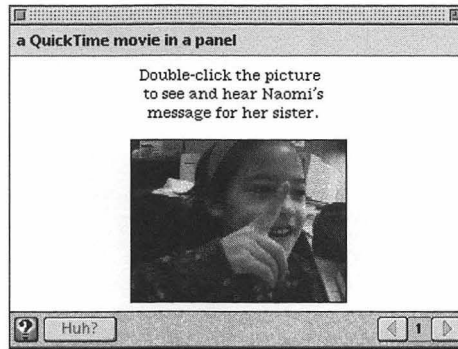 a QuickTime movie in a panel
Double-click the picture
to see and hear Naomi's
message for her sister.
? Huh? 1